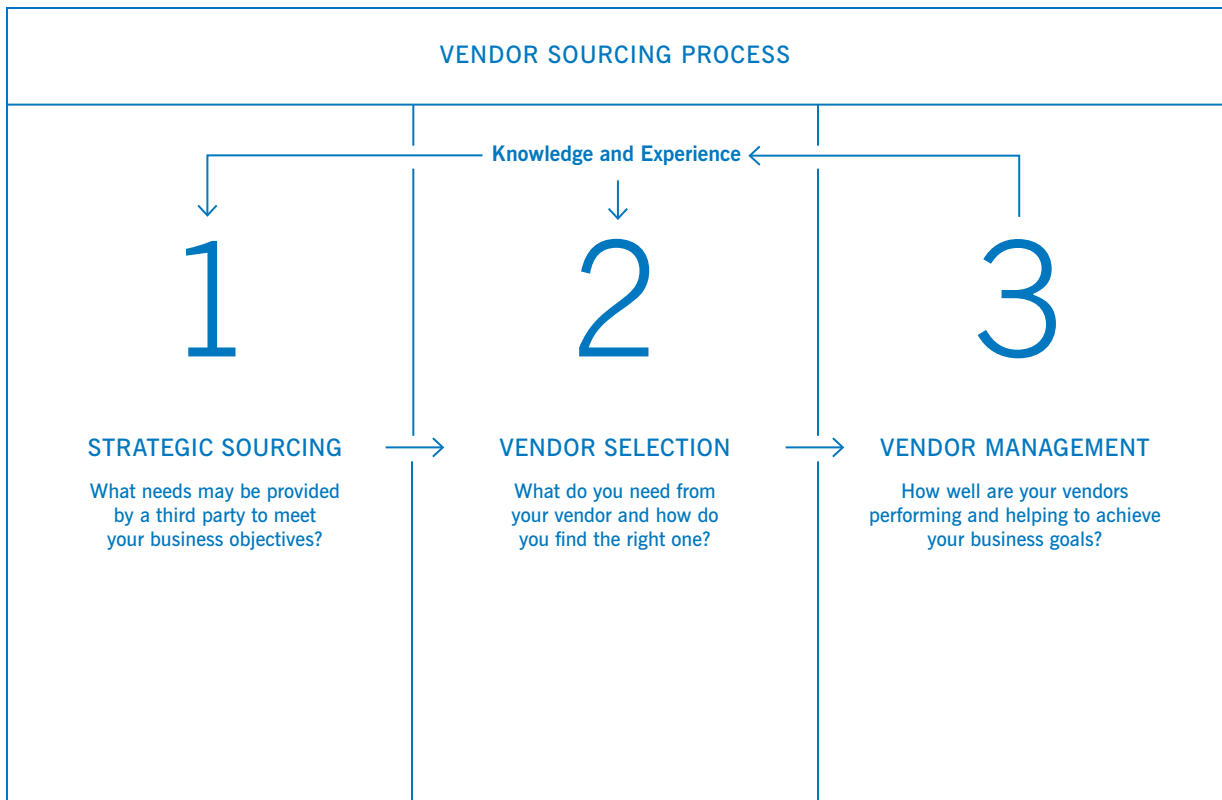 VENDOR SOURCING PROCESS
Knowledge and Experience
1
2
3
STRATEGIC SOURCING
What needs may be provided
by a third party to meet
your business objectives?
VENDOR SELECTION
What do you need from
your vendor and how do
you find the right one?
VENDOR MANAGEMENT
How well are your vendors
performing and helping to achieve
your business goals?